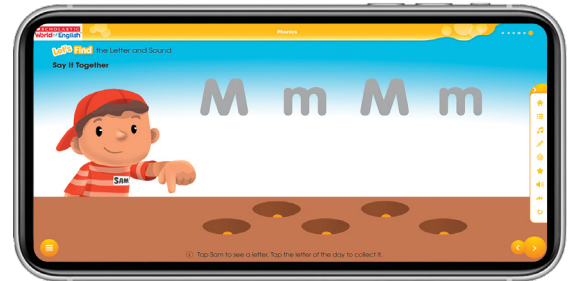 SCHOLASTIC
World of English
Phonics
Let's Find the Letter and Sound
Say It Together
M m M m
SAM
Tap Sam to see a letter. Tap the letter of the day to collect it.